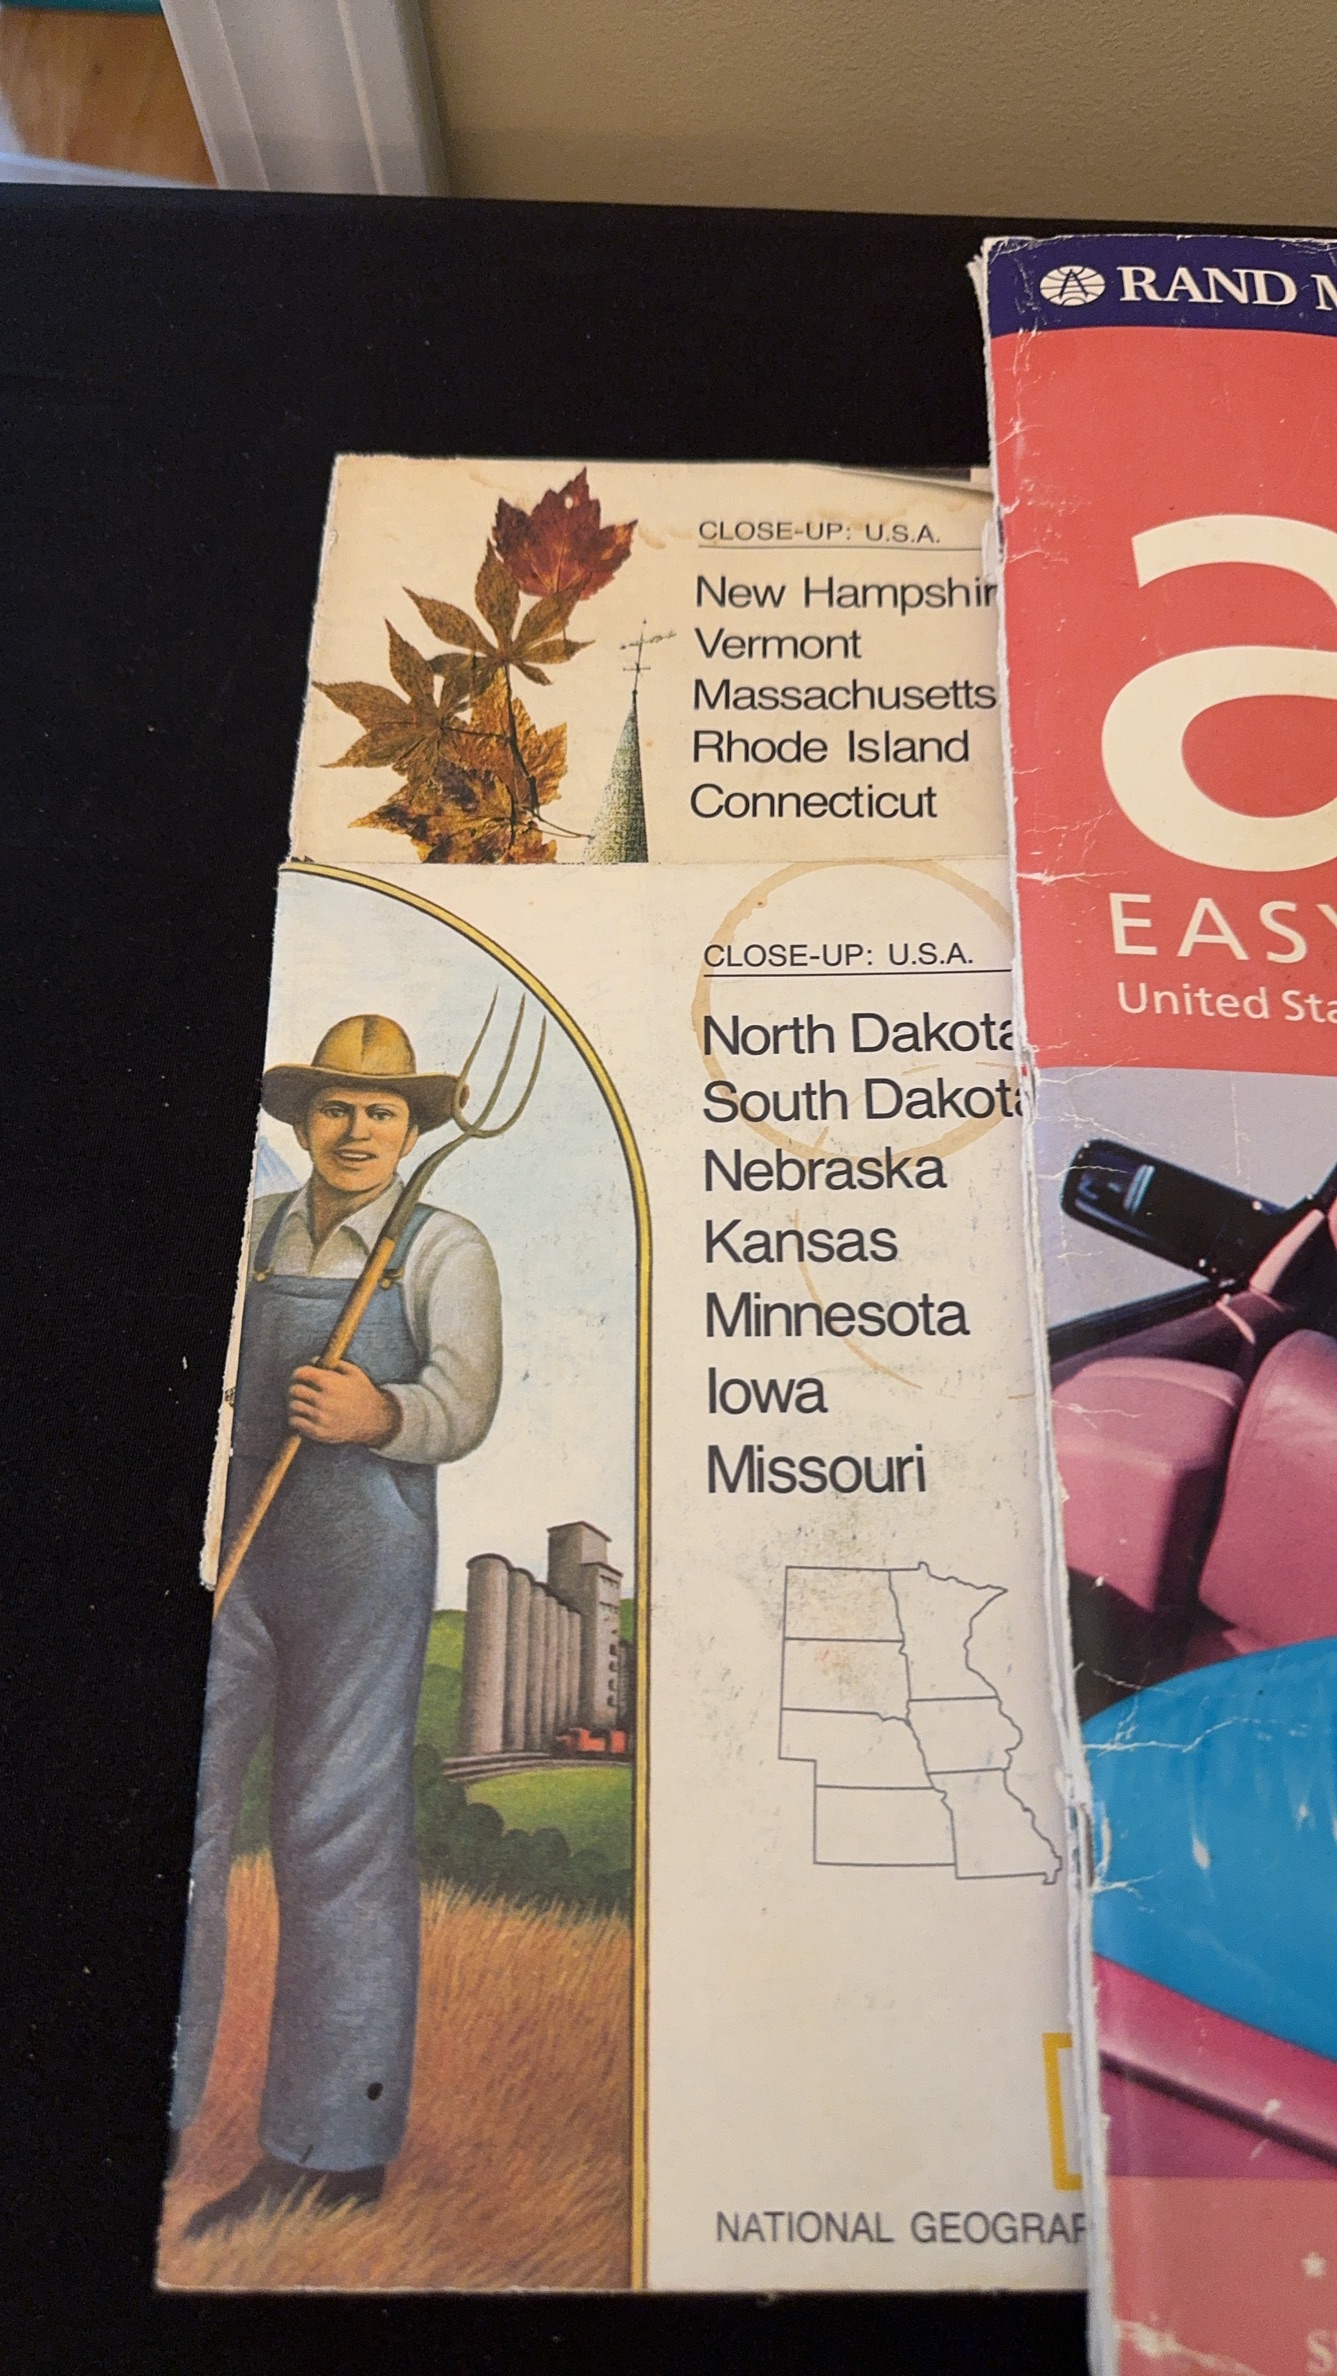 CLOSE-UP: U.S.A.
New Hampshir
Vermont
Massachusetts
Rhode Island
Connecticut
CLOSE-UP: U.S.A.
North Dakota
South Dakota
Nebraska
Kansas
Minnesota
Iowa
Missouri
NATIONAL GEOGRAP
RAND M
a
EASY
United Sta
S